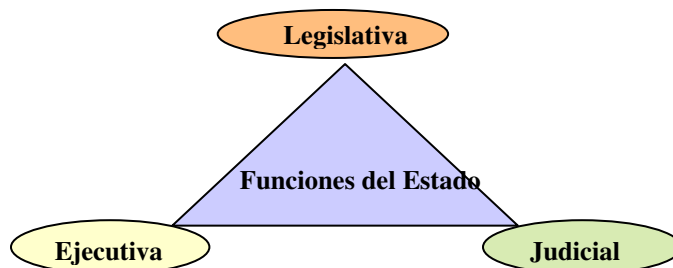 Legislativa
Funciones del Estado
Ejecutiva
Judicial